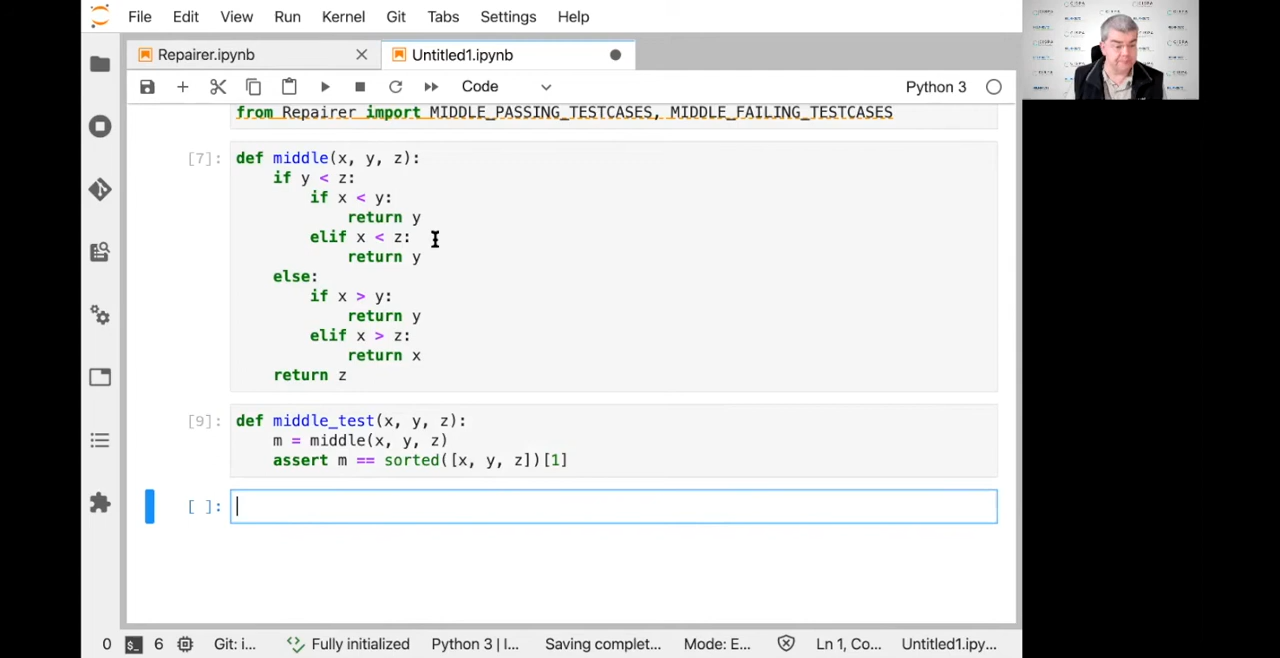 File Edit View Run Kernel Git Tabs Settings Help
Repairer.ipynb Untitled1.ipynb
Code Python 3
from Repairer import MIDDLE_PASSING_TESTCASES, MIDDLE_FAILING_TESTCASES
[7]: def middle(x, y, z):
if y < z:
if x < y:
return y
elif x < z:
return y
else:
if x > y:
return y
elif x > z:
return x
return z
[9]: def middle_test(x, y, z):
m = middle(x, y, z)
assert m == sorted([x, y, z])[1]
[ ]:
0 6 Git: i... Fully initialized Python 3 | I... Saving complet... Mode: E... Ln 1, Co... Untitled1.ipy...